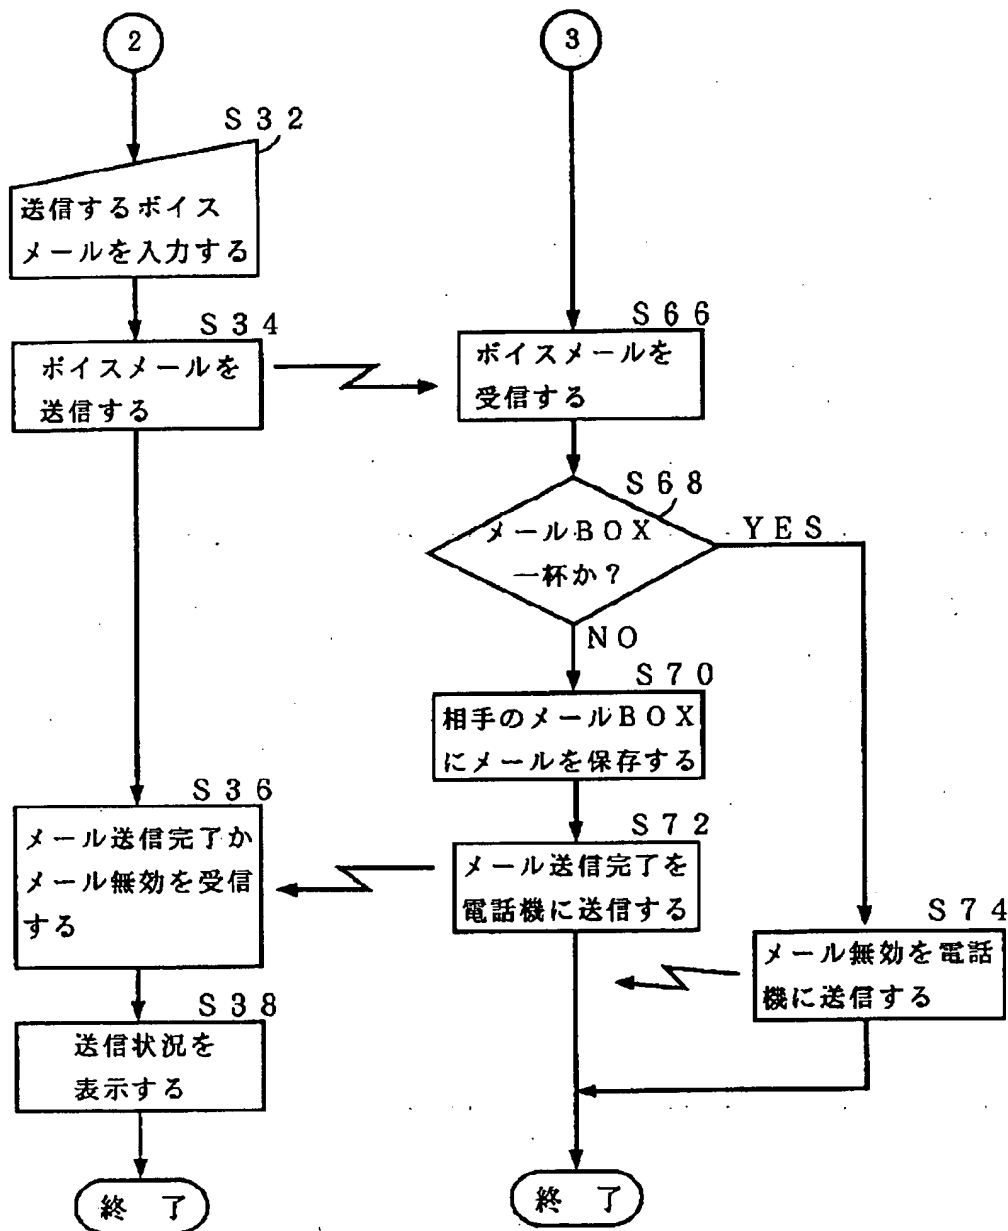 2
S32
送信するボイス
メールを入力する
S34
ボイスメールを
送信する
S36
メール送信完了か
メール無効を受信
する
S38
送信状況を
表示する
終 了
3
S66
ボイスメールを
受信する
S68
メールBOX
一杯か?
YES
NO
S70
相手のメールBOX
にメールを保存する
S72
メール送信完了を
電話機に送信する
S74
メール無効を電話
機に送信する
終 了